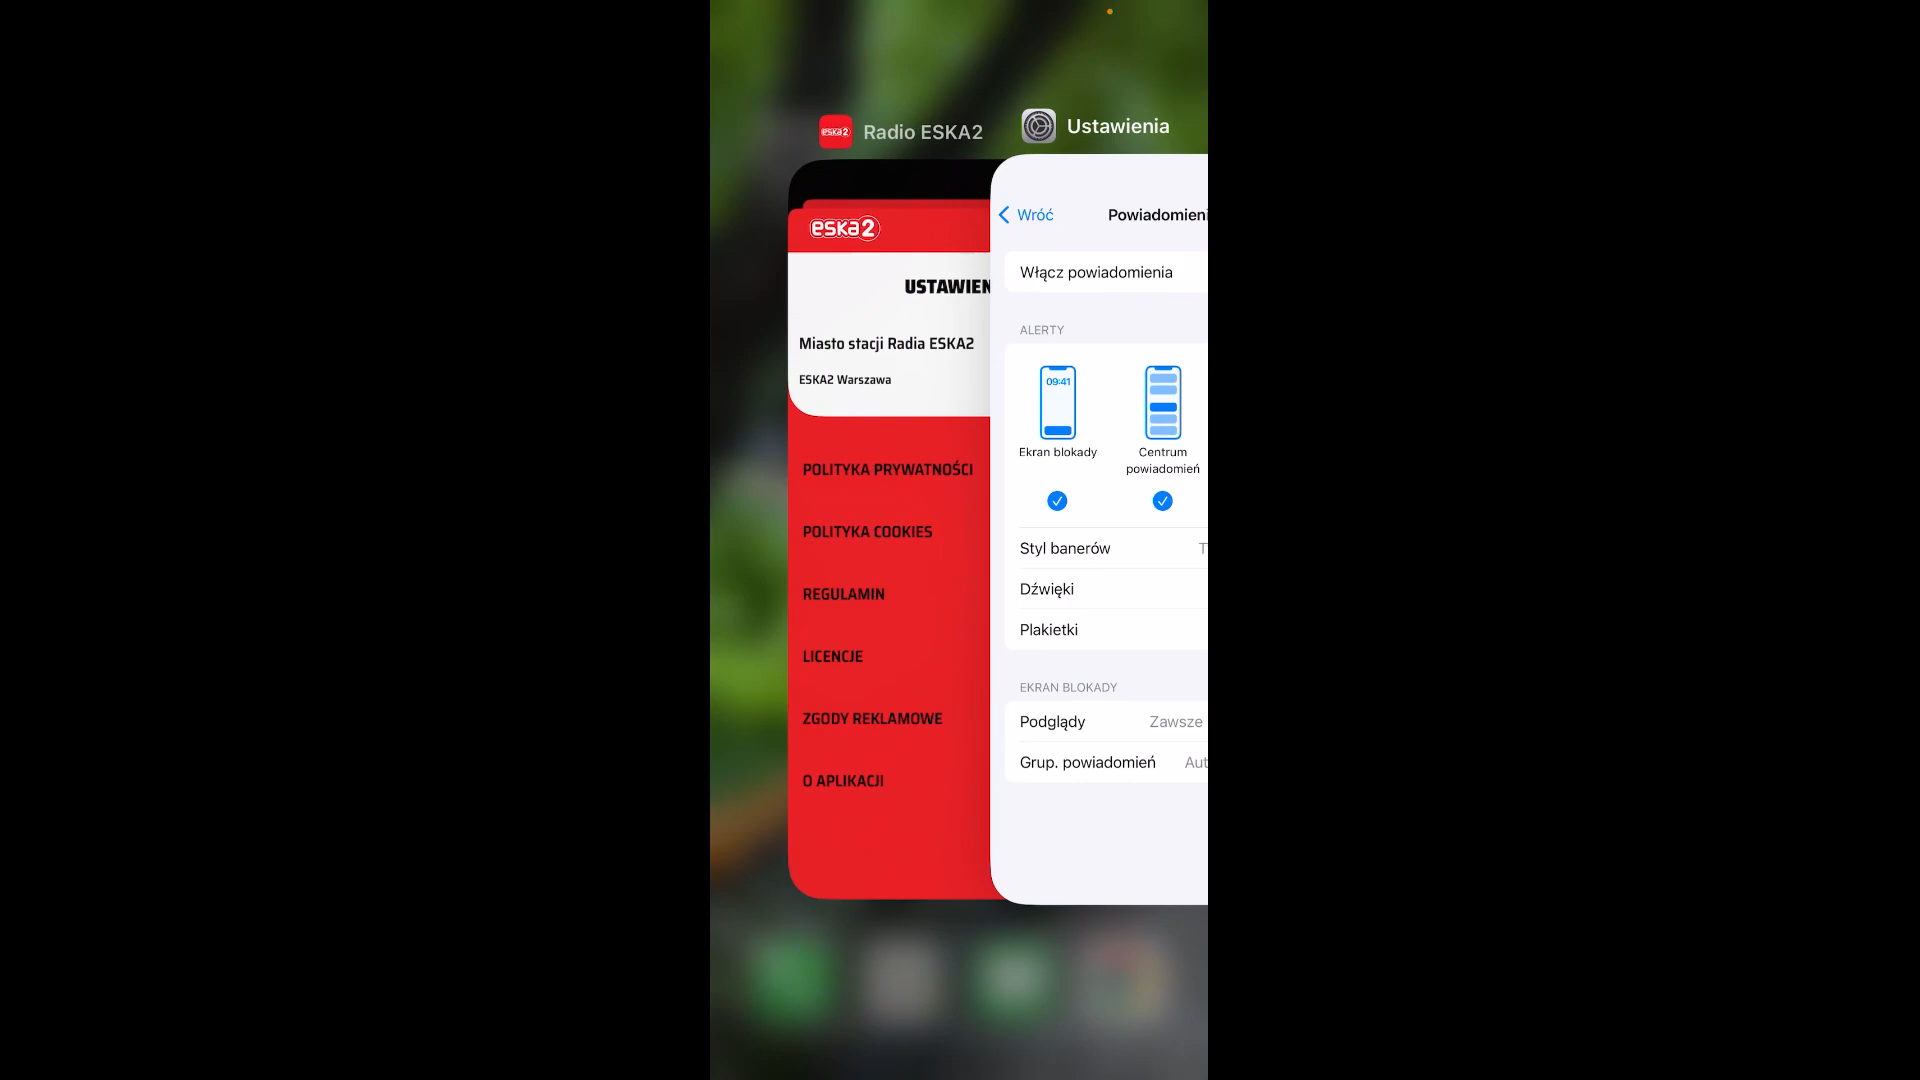 eska2 Radio ESKA2
Ustawienia
eska2
USTAWIEN
Miasto stacji Radia ESKA2
ESKA2 Warszawa
POLITYKA PRYWATNOŚCI
POLITYKA COOKIES
REGULAMIN
LICENCJE
ZGODY REKLAMOWE
O APLIKACJI
Wróć Powiadomieni
Włącz powiadomienia
ALERTY
09:41
Ekran blokady
Centrum
powiadomień
Styl banerów T
Dźwięki
Plakietki
EKRAN BLOKADY
Podglądy Zawsze
Grup. powiadomień Aut